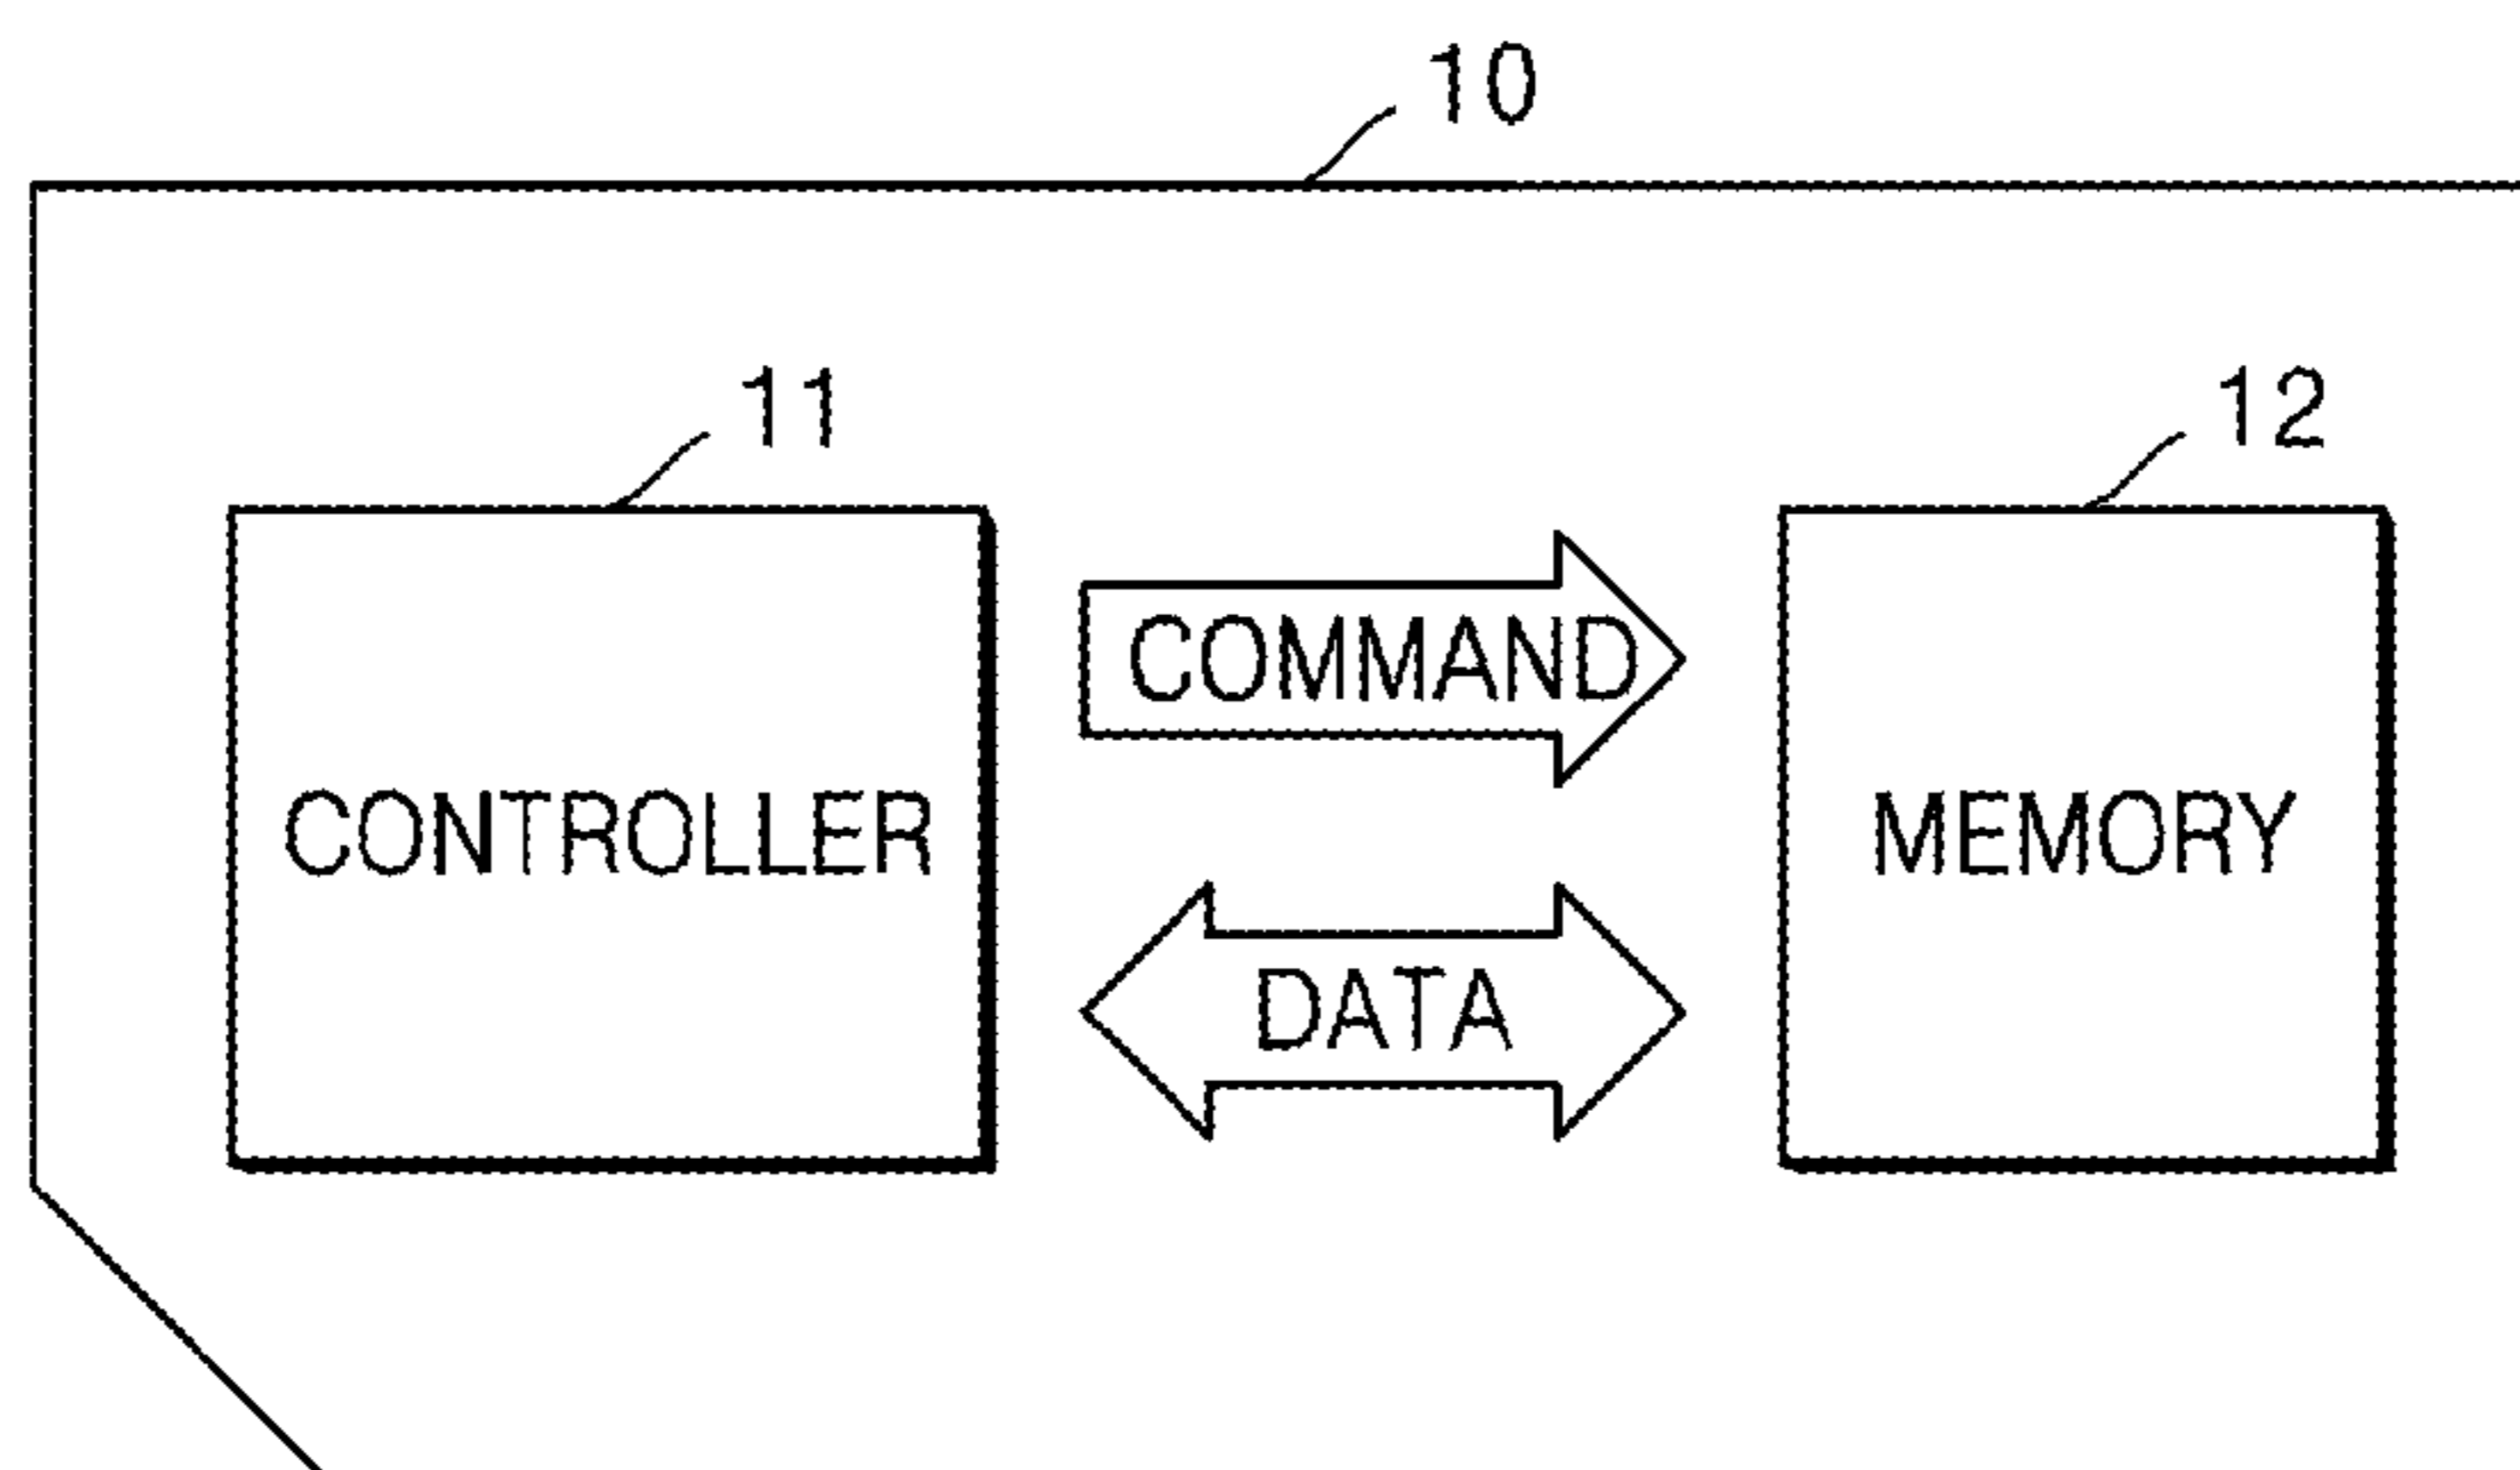 10
11
12
COMMAND
CONTROLLER
MEMORY
DATA